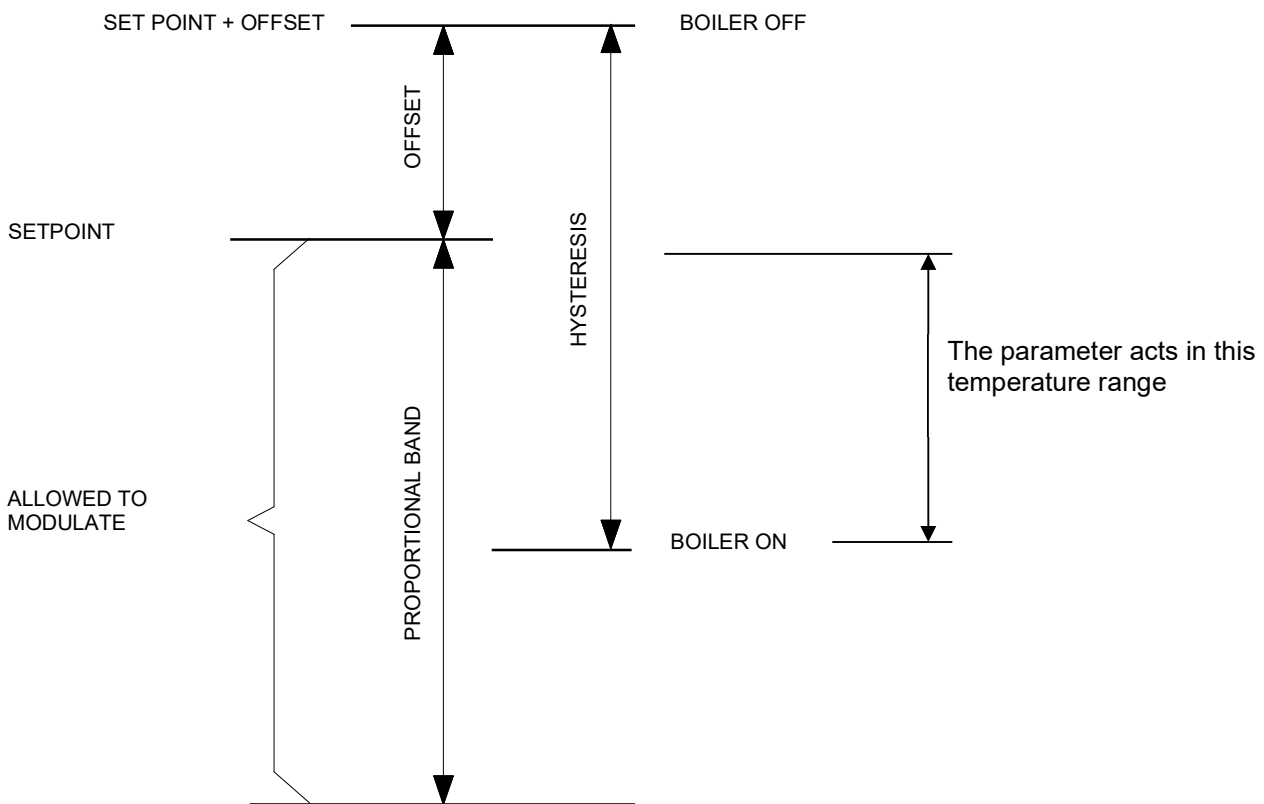 SET POINT + OFFSET
BOILER OFF
OFFSET
SETPOINT
HYSTERESIS
The parameter acts in this
temperature range
PROPORTIONAL BAND
ALLOWED TO
MODULATE
BOILER ON